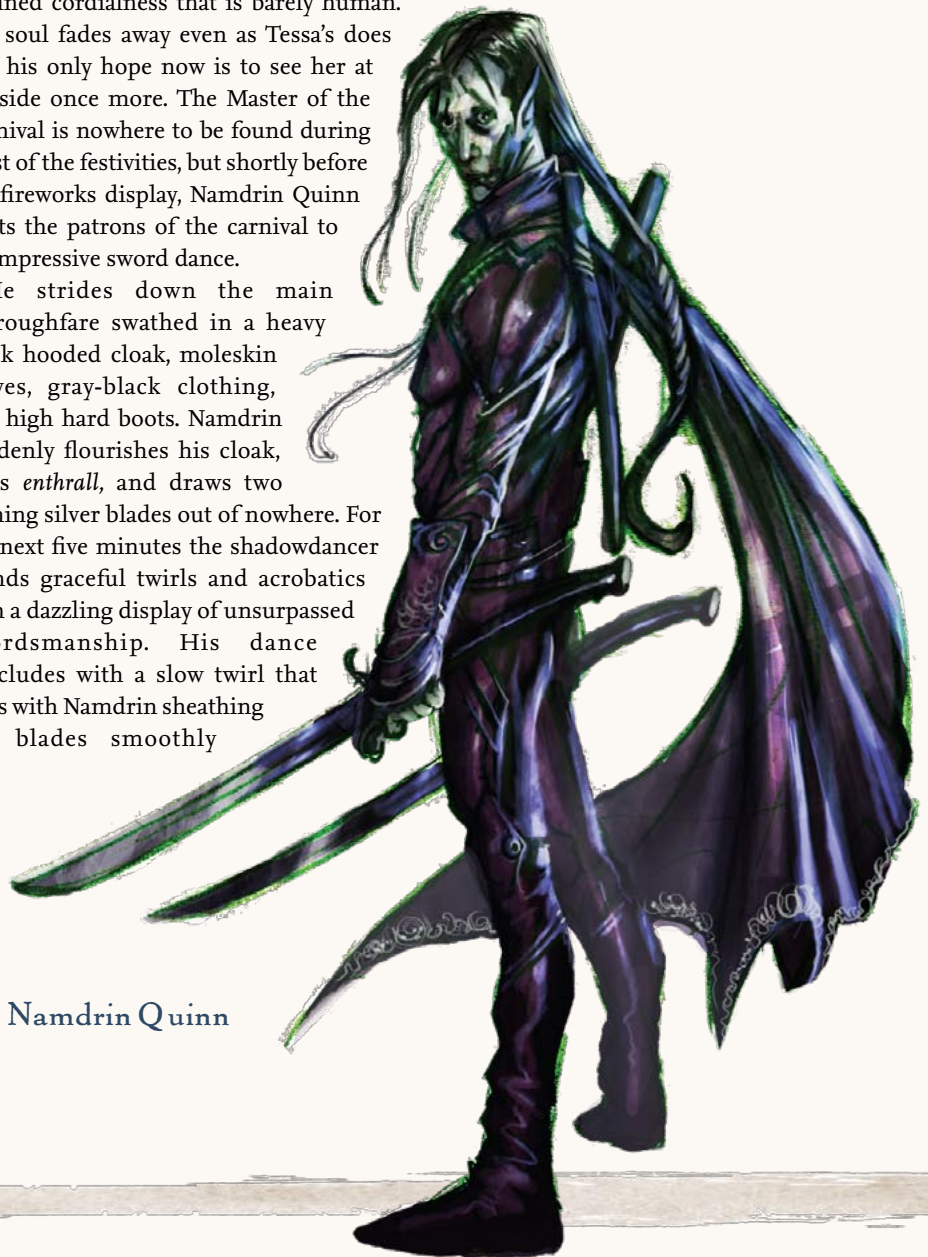 ined cordialness that is barely human.
soul fades away even as Tessa's does
his only hope now is to see her at
side once more. The Master of the
nival is nowhere to be found during
st of the festivities, but shortly before
fireworks display, Namdrin Quinn
ts the patrons of the carnival to
mpressive sword dance.
He strides down the main
roughfare swathed in a heavy
k hooded cloak, moleskin
ves, gray-black clothing,
high hard boots. Namdrin
denly flourishes his cloak,
s enthrall, and draws two
ning silver blades out of nowhere. For
next five minutes the shadowdancer
nds graceful twirls and acrobatics
n a dazzling display of unsurpassed
rdsmanship. His dance
cludes with a slow twirl that
s with Namdrin sheathing
blades smoothly
Namdrin Quinn